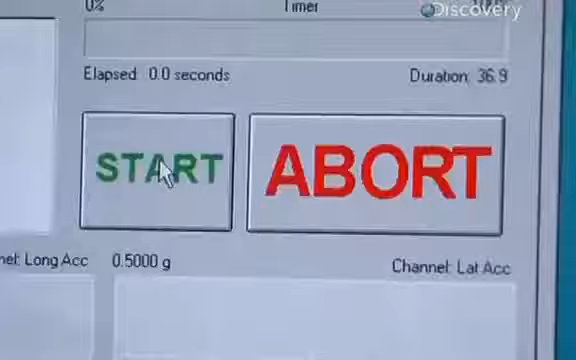 0% Timer
Discovery
Elapsed: 0.0 seconds Duration: 36.9
START ABORT
Long Acc 0.5000 g Channel: Lat Acc